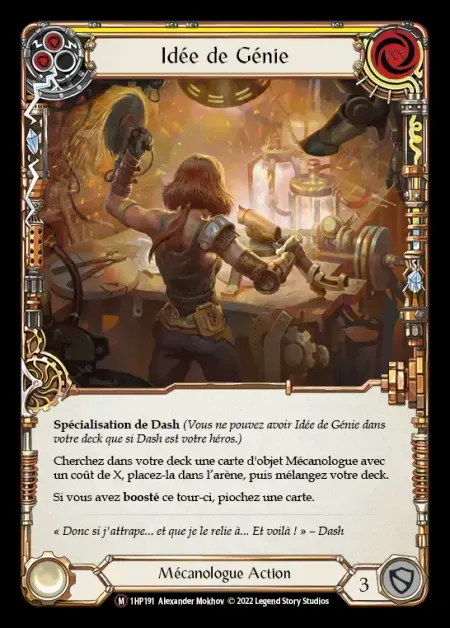 Idée de Génie
XX
Spécialisation de Dash (Vous ne pouvez avoir Idée de Génie dans
votre deck que si Dash est votre héros.)
Cherchez dans votre deck une carte d'objet Mécanologue avec
un coût de X, placez-la dans l'arène, puis mélangez votre deck.
Si vous avez boosté ce tour-ci, piochez une carte.
« Donc si j'attrape... et que je le relie à... Et voilà ! » – Dash
Mécanologue Action
3
M 1HP191 Alexander Mokhov © 2022 Legend Story Studios